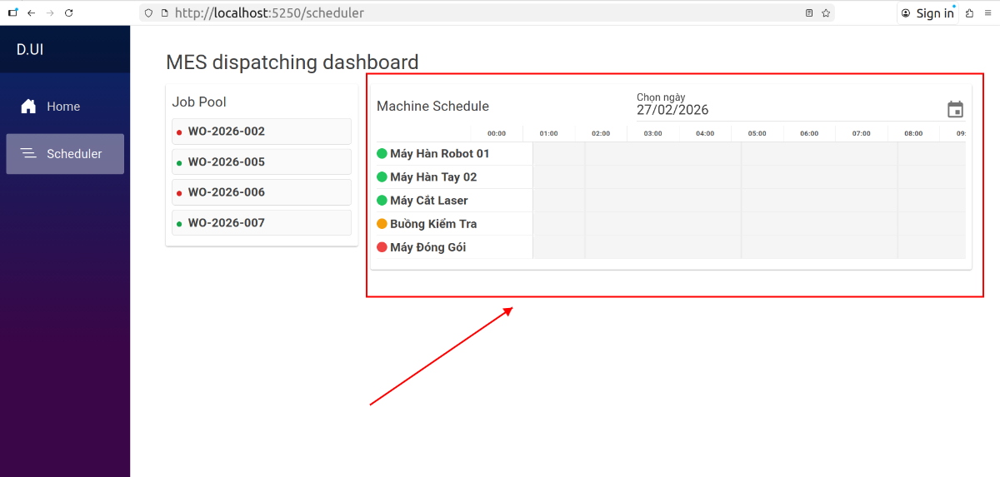 http://localhost:5250/scheduler
Sign in
D.UI
Home
Scheduler
MES dispatching dashboard
Job Pool
WO-2026-002
WO-2026-005
WO-2026-006
WO-2026-007
Machine Schedule
Chọn ngày
27/02/2026
00:00 01:00 02:00 03:00 04:00 05:00 06:00 07:00 08:00 09:
Máy Hàn Robot 01
Máy Hàn Tay 02
Máy Cắt Laser
Buồng Kiểm Tra
Máy Đóng Gói